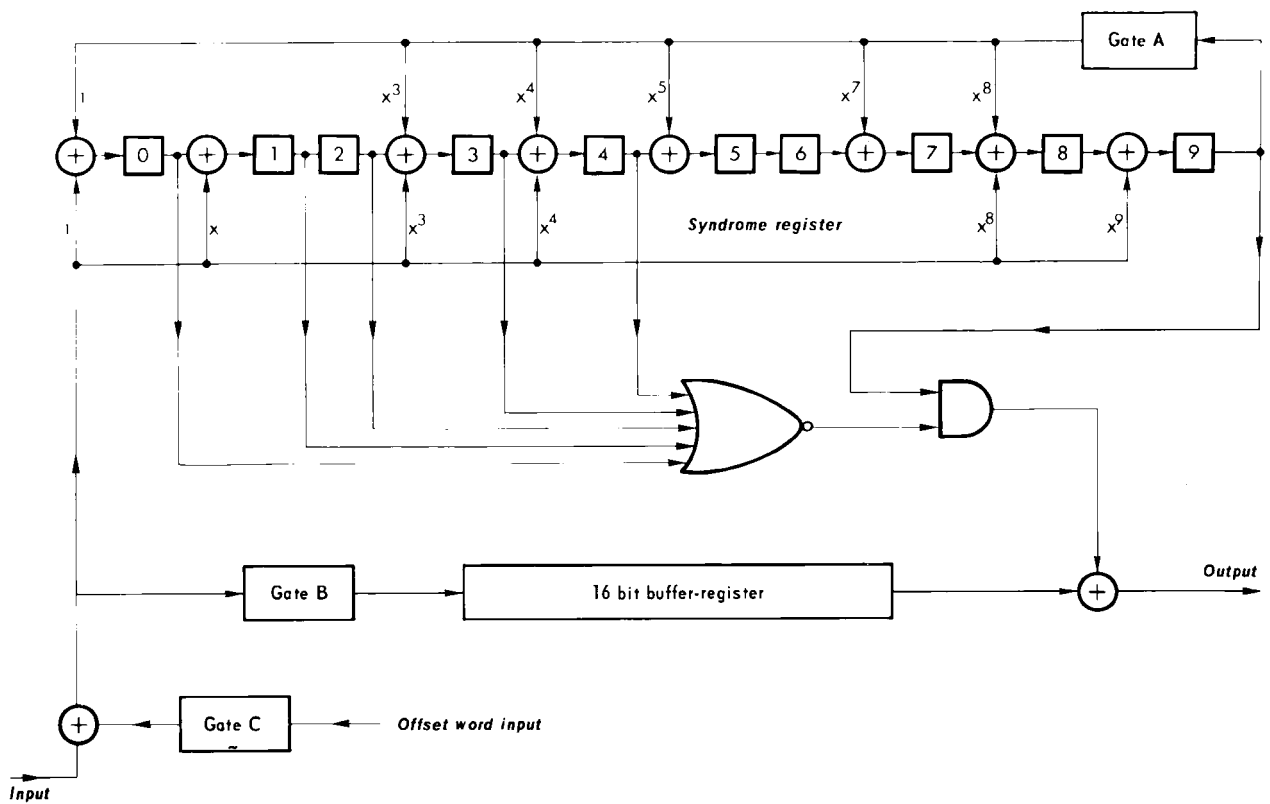 Gate A
1 x³ x⁴ x⁵ x⁷ x⁸
0 1 2 3 4 5 6 7 8 9
1 x x³ x⁴ Syndrome register x⁸ x⁹
Output
Gate B
16 bit buffer-register
Gate C
Offset word input
Input